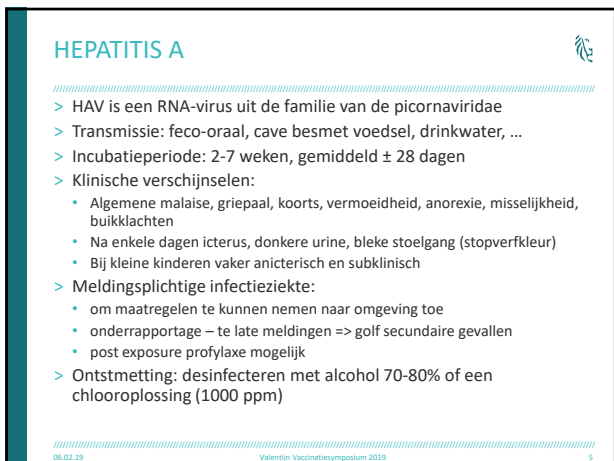 HEPATITIS A
> HAV is een RNA-virus uit de familie van de picornaviridae
> Transmissie: feco-oraal, cave besmet voedsel, drinkwater, ...
> Incubatieperiode: 2-7 weken, gemiddeld ± 28 dagen
> Klinische verschijnselen:
• Algemene malaise, griepaal, koorts, vermoeidheid, anorexie, misselijkheid,
buikklachten
• Na enkele dagen icterus, donkere urine, bleke stoelgang (stopverfkleur)
• Bij kleine kinderen vaker anicterisch en subklinisch
> Meldingsplichtige infectieziekte:
• om maatregelen te kunnen nemen naar omgeving toe
• onderrapportage – te late meldingen => golf secundaire gevallen
• post exposure profylaxe mogelijk
> Ontstmetting: desinfecteren met alcohol 70-80% of een
chlooroplossing (1000 ppm)
06.02.19 Valentijn Vaccinatiesymposium 2019 5